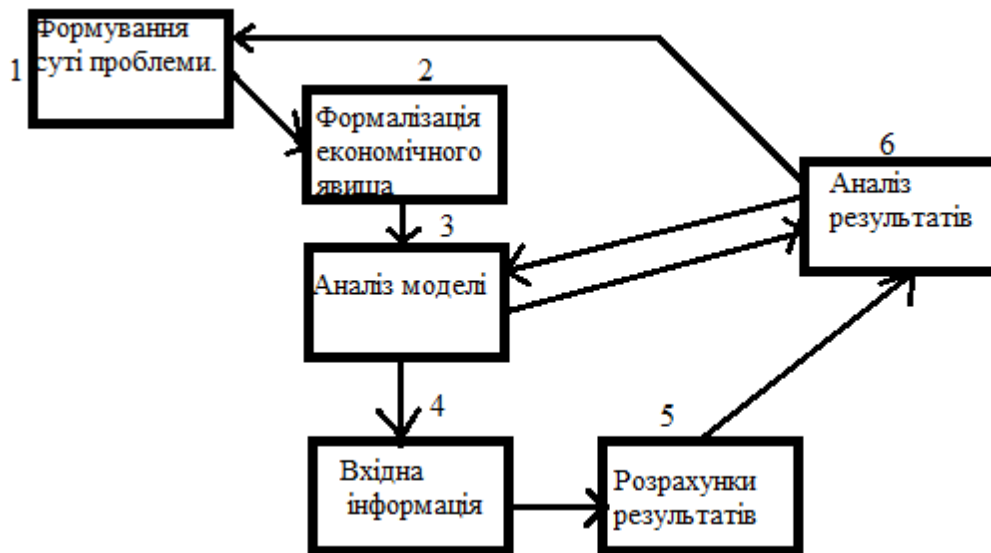 1
Формування
суті проблеми.
2
Формалізація
економічного
явища
3
Аналіз моделі
4
Вхідна
інформація
5
Розрахунки
результатів
6
Аналіз
результатів